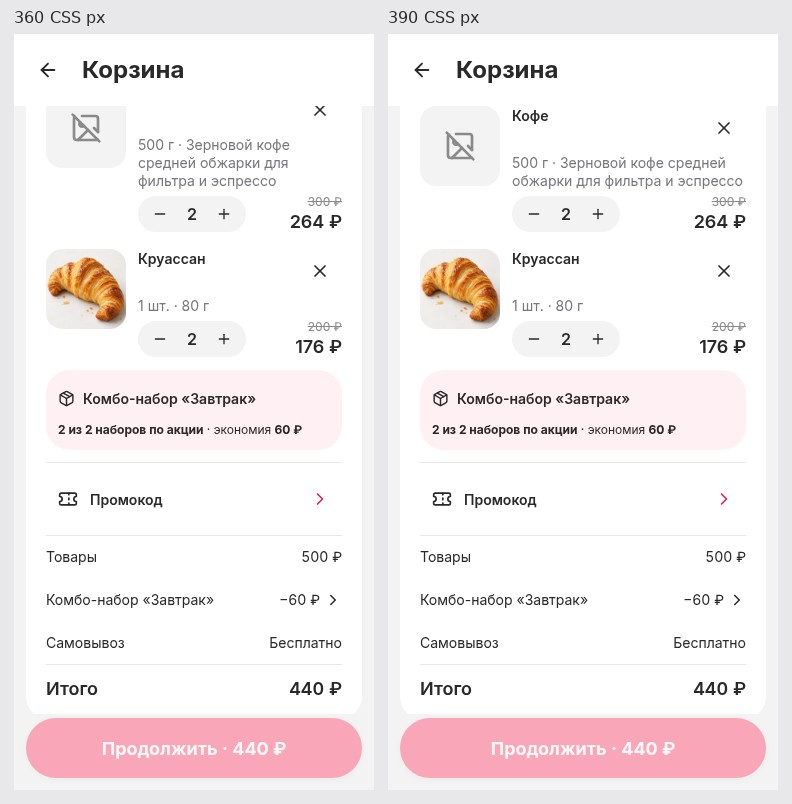 360 CSS px
Корзина
500 г · Зерновой кофе
средней обжарки для
фильтра и эспрессо
300 ₽
2
264 ₽
Круассан
1 шт. · 80 г
200 ₽
2
176 ₽
Комбо-набор «Завтрак»
2 из 2 наборов по акции · экономия 60 ₽
Промокод
Товары 500 ₽
Комбо-набор «Завтрак» −60 ₽
Самовывоз Бесплатно
Итого 440 ₽
Продолжить · 440 ₽
390 CSS px
Корзина
Кофе
500 г · Зерновой кофе средней
обжарки для фильтра и эспрессо
300 ₽
2
264 ₽
Круассан
1 шт. · 80 г
200 ₽
2
176 ₽
Комбо-набор «Завтрак»
2 из 2 наборов по акции · экономия 60 ₽
Промокод
Товары 500 ₽
Комбо-набор «Завтрак» −60 ₽
Самовывоз Бесплатно
Итого 440 ₽
Продолжить · 440 ₽